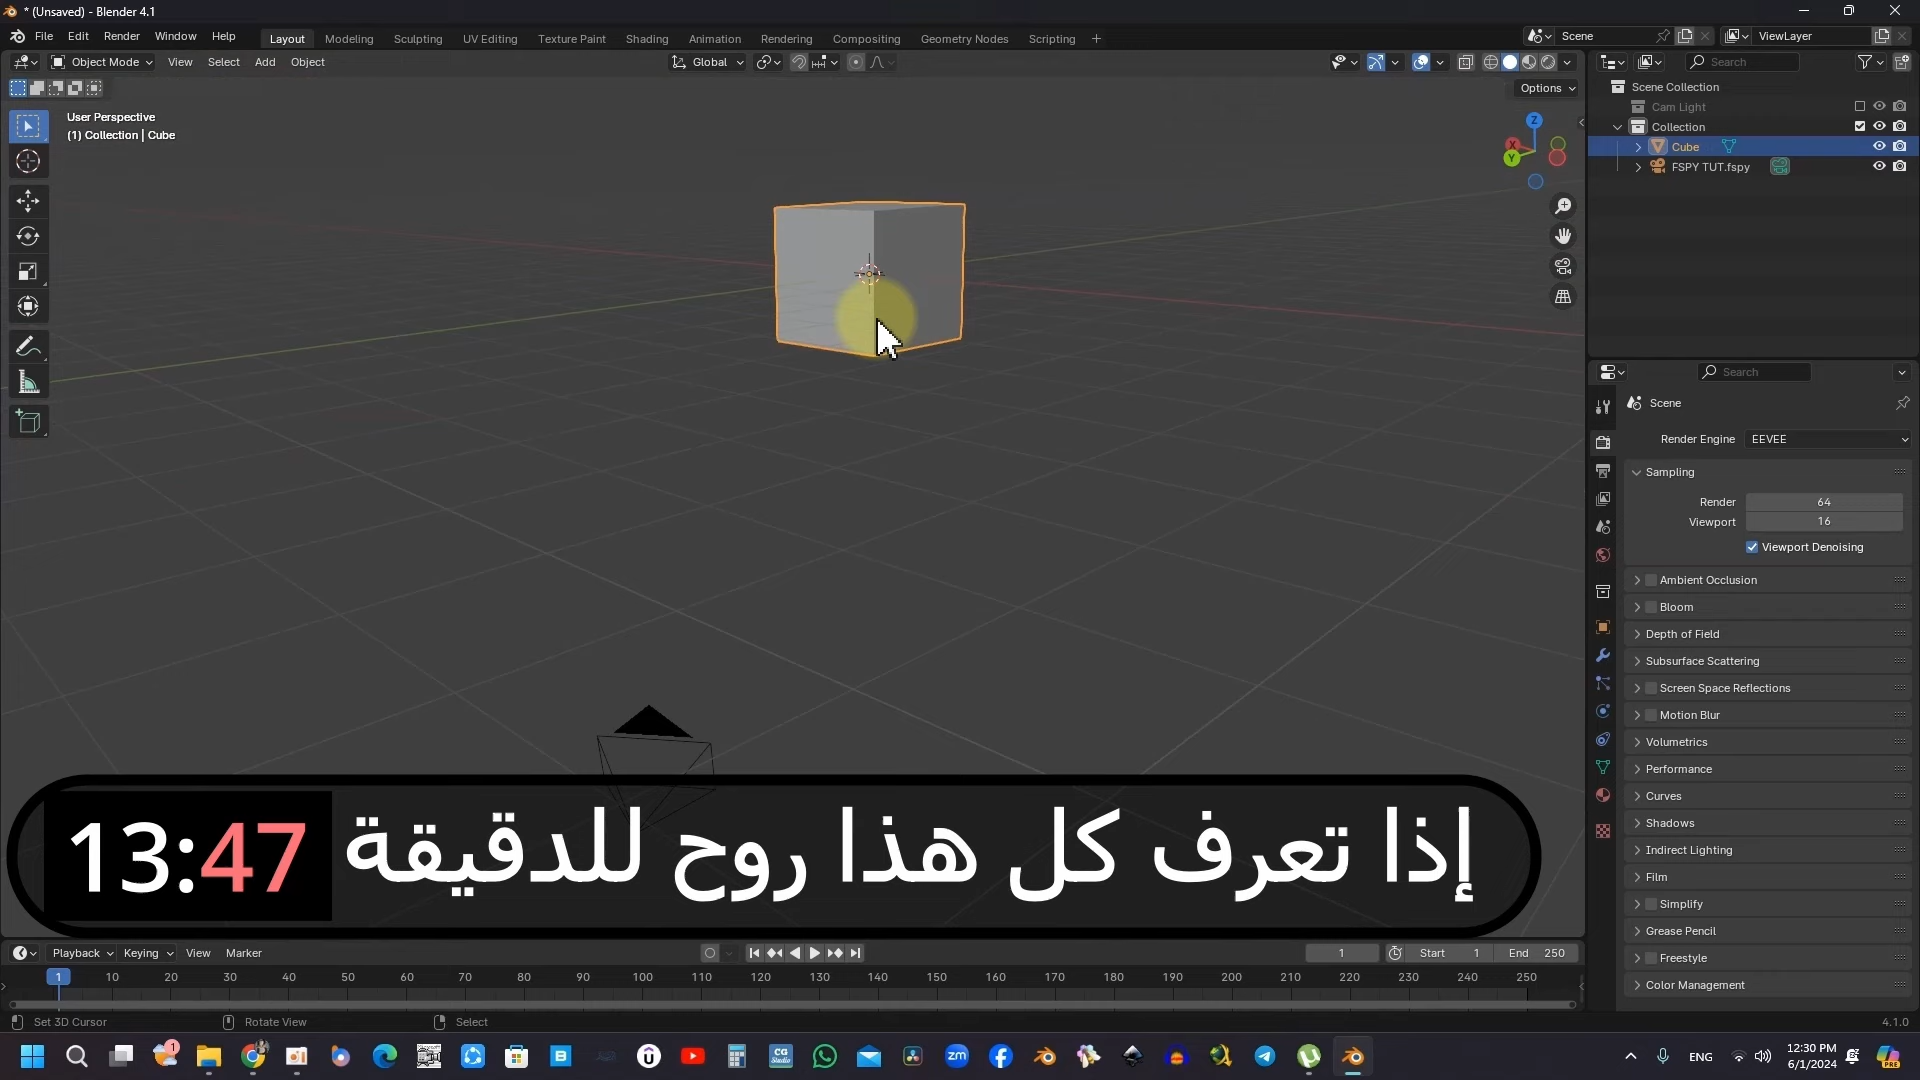 * (Unsaved) - Blender 4.1
File Edit Render Window Help
Layout Modeling Sculpting UV Editing Texture Paint Shading Animation Rendering Compositing Geometry Nodes Scripting +
Scene
ViewLayer
Object Mode View Select Add Object
Global
Search
Options
User Perspective
(1) Collection | Cube
Z
X
Y
Scene Collection
Cam Light
Collection
Cube
FSPY TUT.fspy
Search
Scene
Render Engine EEVEE
Sampling
Render 64
Viewport 16
Viewport Denoising
Ambient Occlusion
Bloom
Depth of Field
Subsurface Scattering
Screen Space Reflections
Motion Blur
Volumetrics
Performance
Curves
Shadows
Indirect Lighting
Film
Simplify
Grease Pencil
Freestyle
Color Management
إذا تعرف كل هذا روح للدقيقة 13:47
Playback Keying View Marker
1 Start 1 End 250
1 10 20 30 40 50 60 70 80 90 100 110 120 130 140 150 160 170 180 190 200 210 220 230 240 250
Set 3D Cursor Rotate View Select
4.1.0
ENG
12:30 PM
6/1/2024